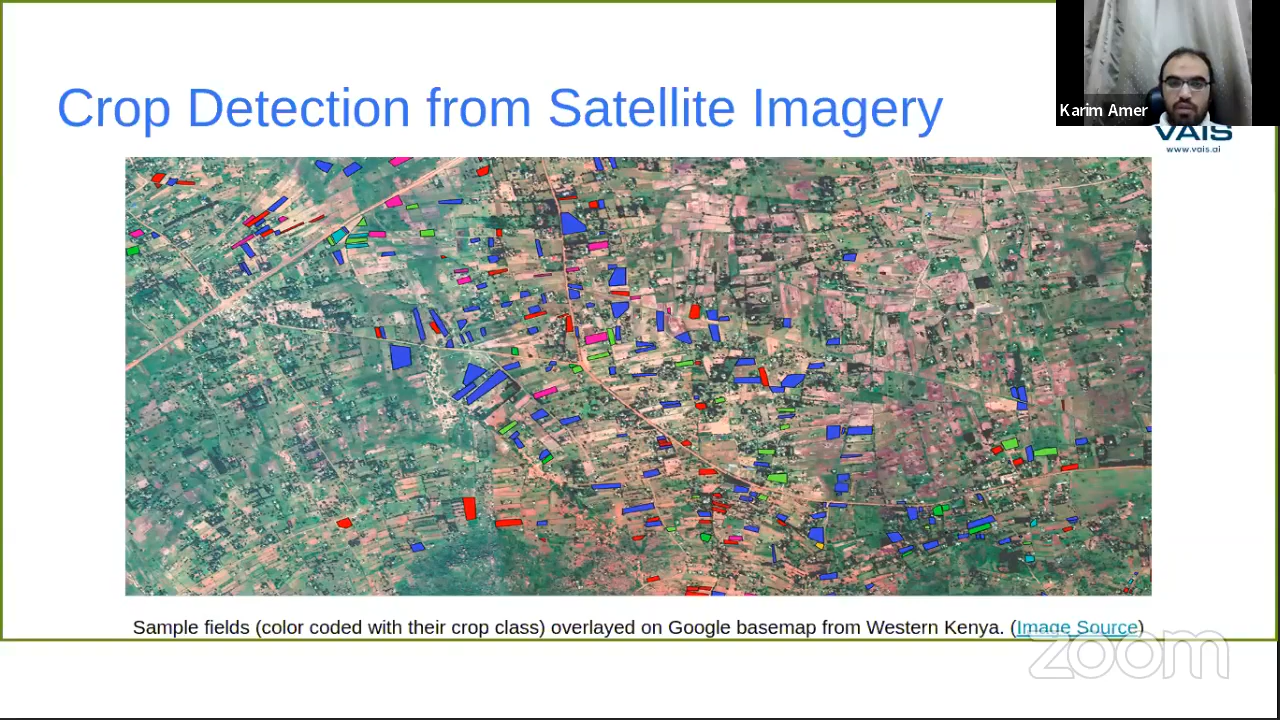 Crop Detection from Satellite Imagery
Karim Amer
VAIS
www.vais.ai
Sample fields (color coded with their crop class) overlayed on Google basemap from Western Kenya. (Image Source)
zoom